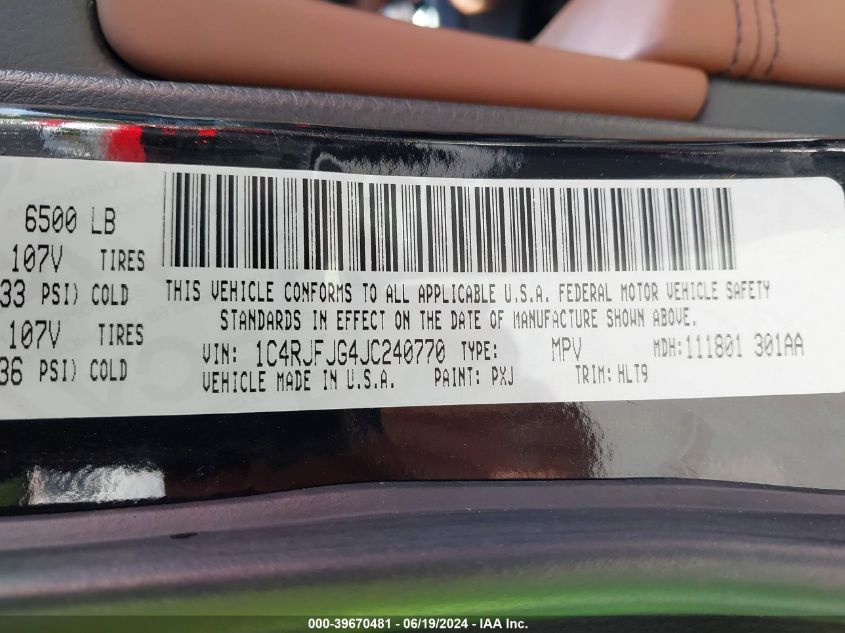 6500 LB
107V TIRES
33 PSI) COLD
107V TIRES
36 PSI) COLD
THIS VEHICLE CONFORMS TO ALL APPLICABLE U.S.A. FEDERAL MOTOR VEHICLE SAFETY
STANDARDS IN EFFECT ON THE DATE OF MANUFACTURE SHOWN ABOVE.
VIN: 1C4RJFJG4JC240770 TYPE: MPV MDH:111801 301AA
VEHICLE MADE IN U.S.A. PAINT: PXJ TRIM: HLT9
000-39670481 - 06/19/2024 - IAA Inc.